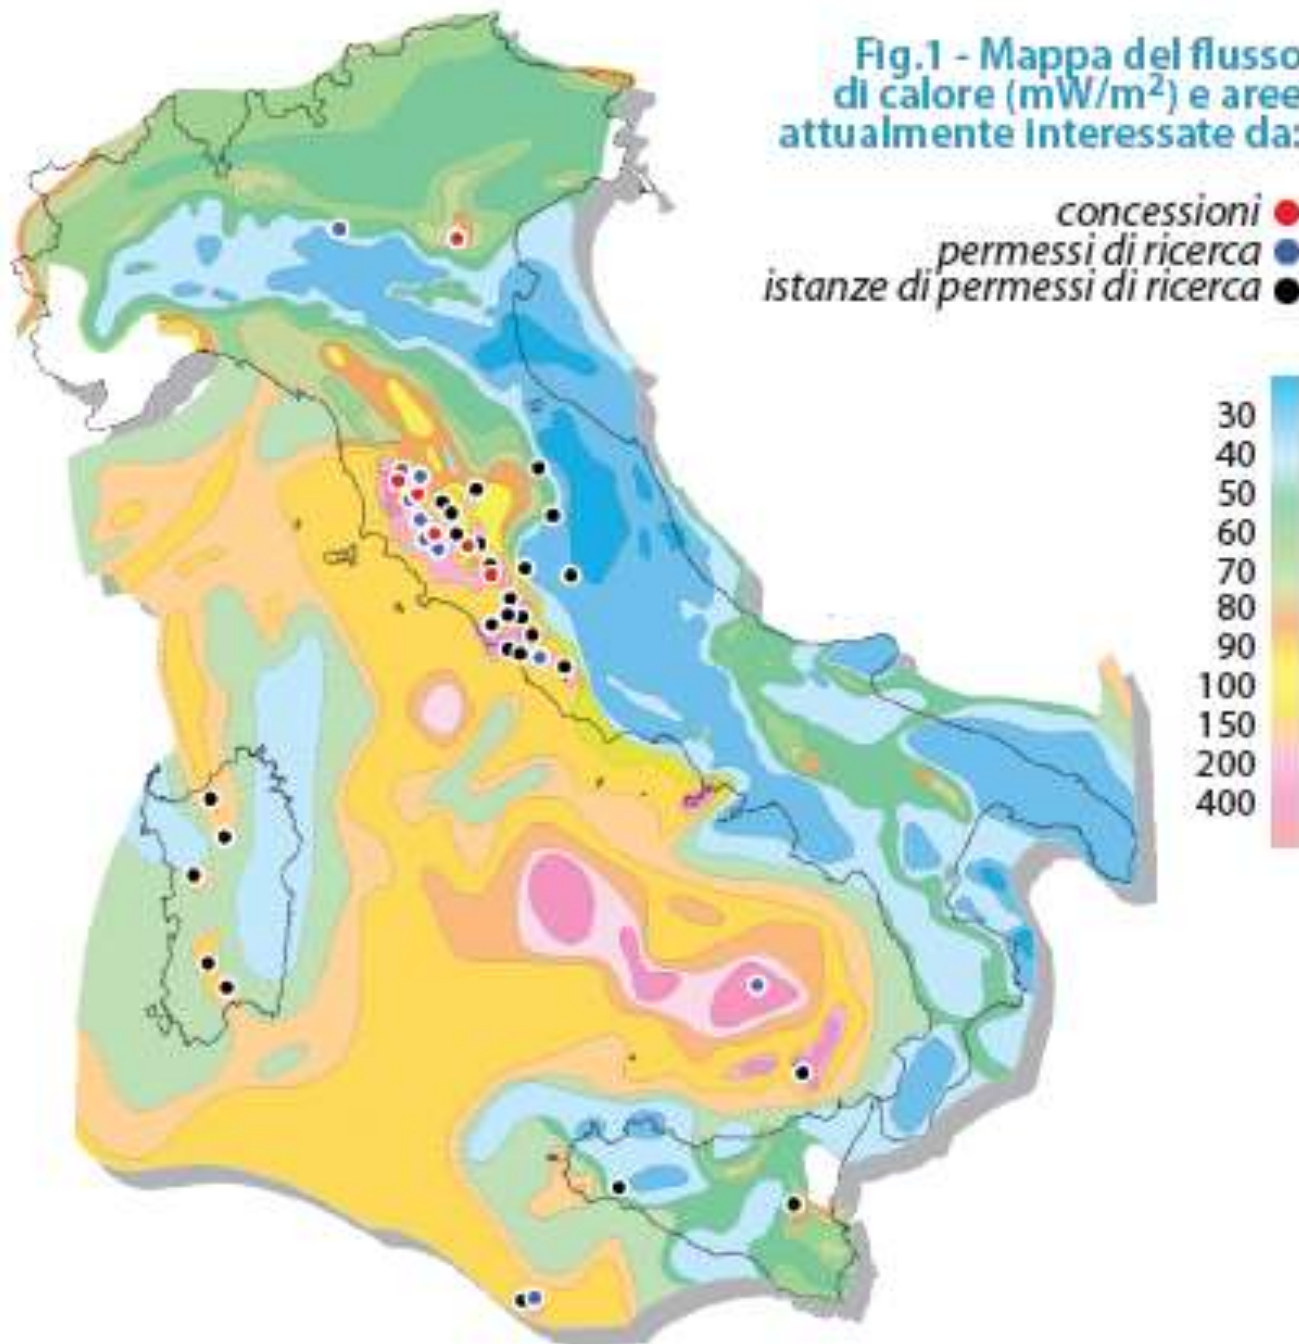 Fig.1 - Mappa del flusso
di calore (mW/m²) e aree
attualmente interessate da:
concessioni
permessi di ricerca
istanze di permessi di ricerca
30
40
50
60
70
80
90
100
150
200
400